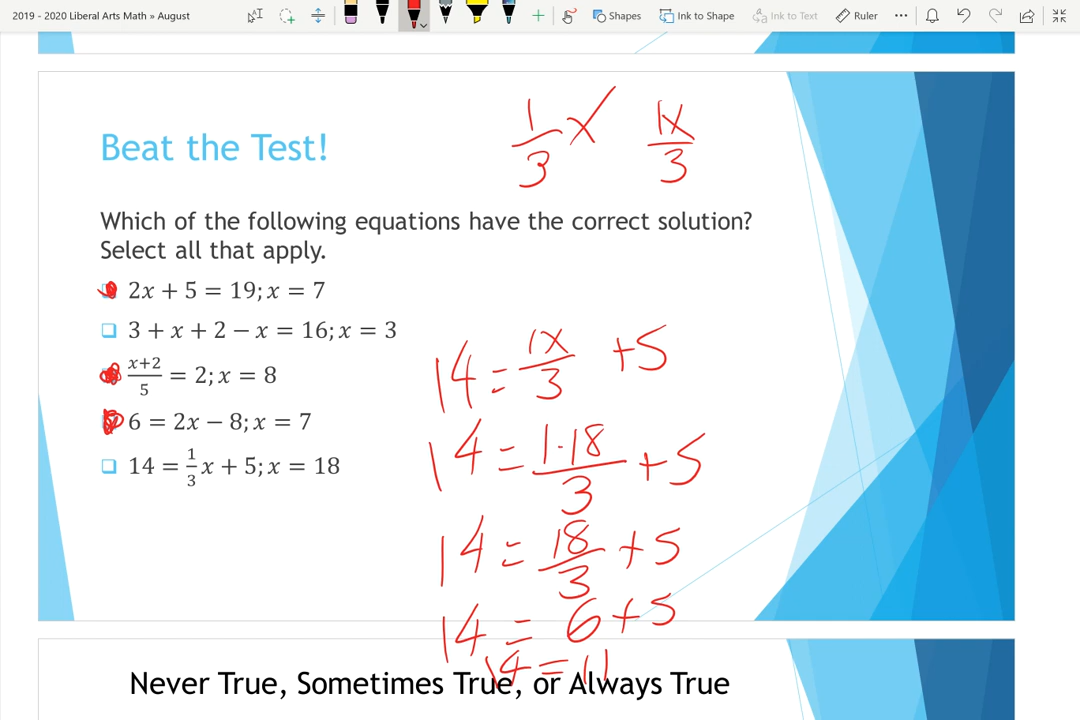 2019 - 2020 Liberal Arts Math » August
Shapes
Ink to Shape
Ink to Text
Ruler
1/3 x 1x/3
Beat the Test!
Which of the following equations have the correct solution?
Select all that apply.
2x + 5 = 19; x = 7
3 + x + 2 − x = 16; x = 3
x+2/5 = 2; x = 8
6 = 2x − 8; x = 7
14 = 1/3 x + 5; x = 18
14 = 1x/3 + 5
14 = 1·18/3 + 5
14 = 18/3 + 5
14 = 6 + 5
14 = 11
Never True, Sometimes True, or Always True